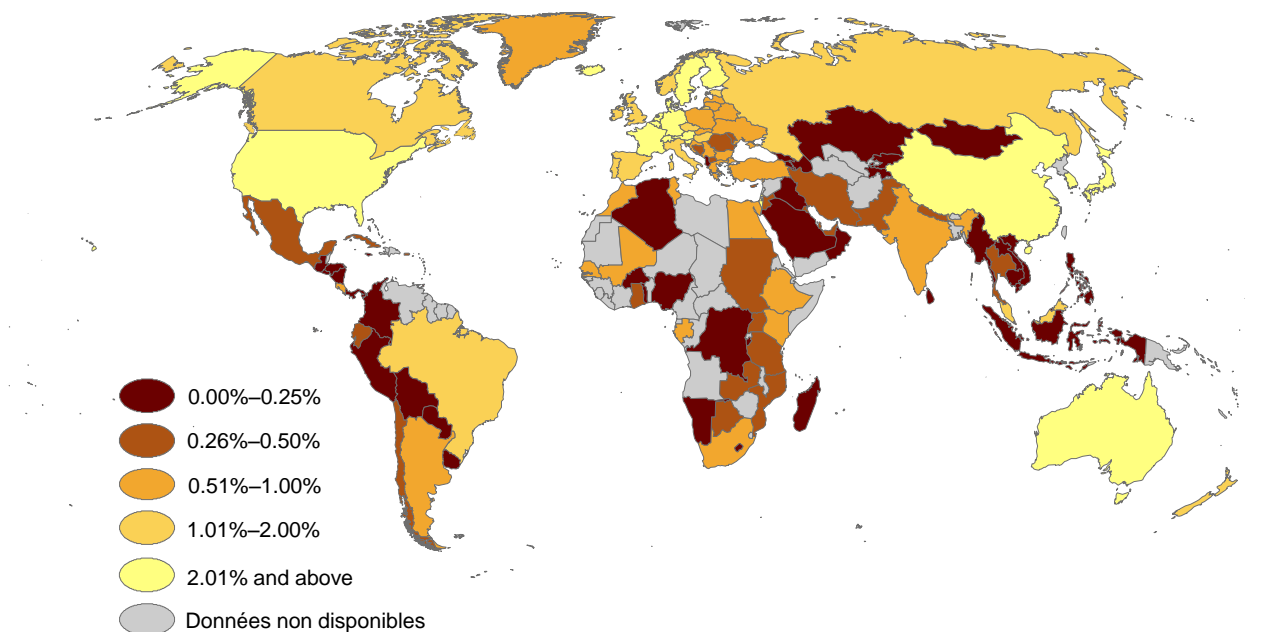 0.00%–0.25%
0.26%–0.50%
0.51%–1.00%
1.01%–2.00%
2.01% and above
Données non disponibles